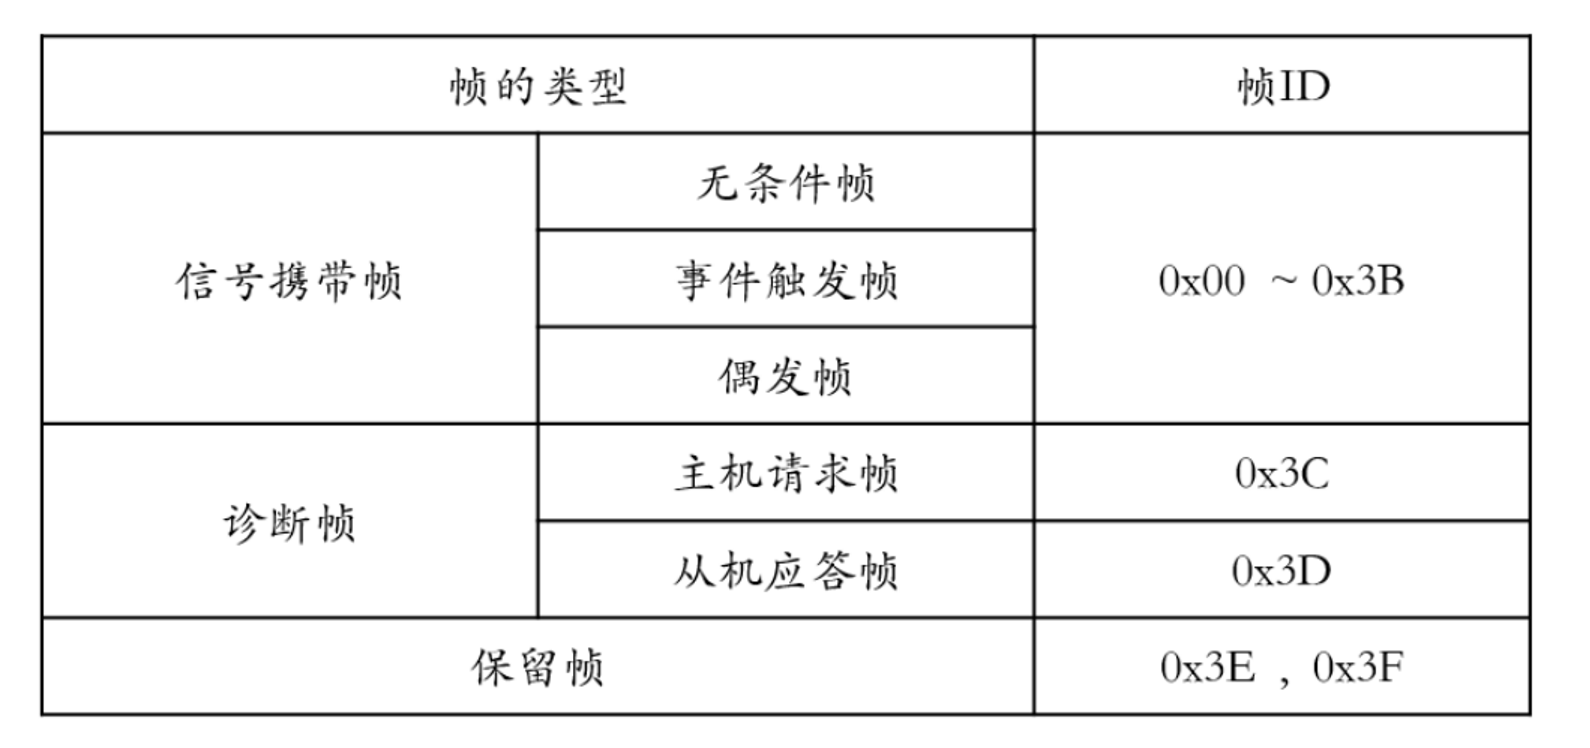 帧的类型 帧ID
无条件帧
信号携带帧 事件触发帧 0x00 ~ 0x3B
偶发帧
主机请求帧 0x3C
诊断帧
从机应答帧 0x3D
保留帧 0x3E , 0x3F